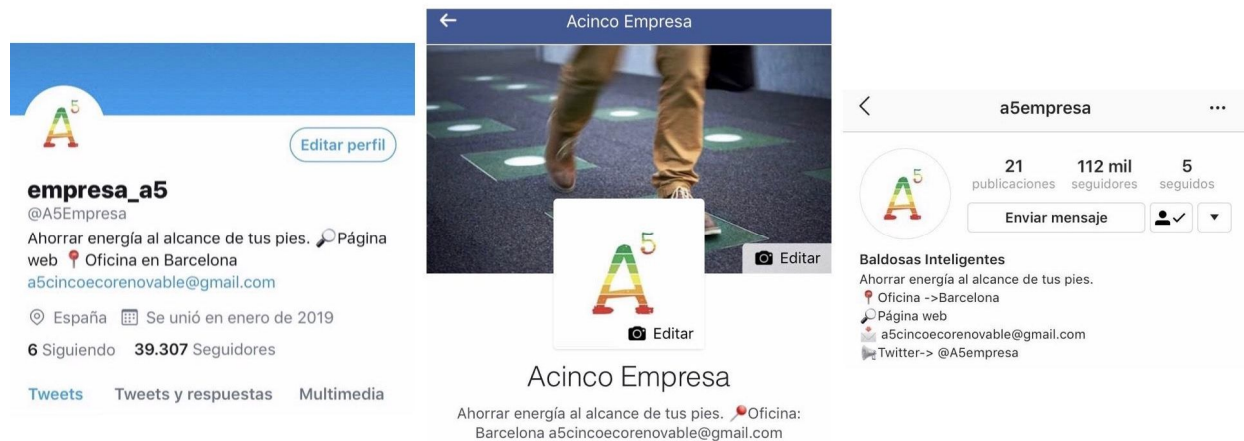 A5
Editar perfil
empresa_a5
@A5Empresa
Ahorrar energía al alcance de tus pies. 🔎Página
web 📍Oficina en Barcelona
a5cincoecorenovable@gmail.com
España Se unió en enero de 2019
6 Siguiendo 39.307 Seguidores
Tweets Tweets y respuestas Multimedia
Acinco Empresa
Editar
A5
Editar
Acinco Empresa
Ahorrar energía al alcance de tus pies. 📍Oficina:
Barcelona a5cincoecorenovable@gmail.com
a5empresa
A5
21 112 mil 5
publicaciones seguidores seguidos
Enviar mensaje
Baldosas Inteligentes
Ahorrar energía al alcance de tus pies.
📍Oficina ->Barcelona
🔎Página web
📩 a5cincoecorenovable@gmail.com
📢Twitter-> @A5empresa